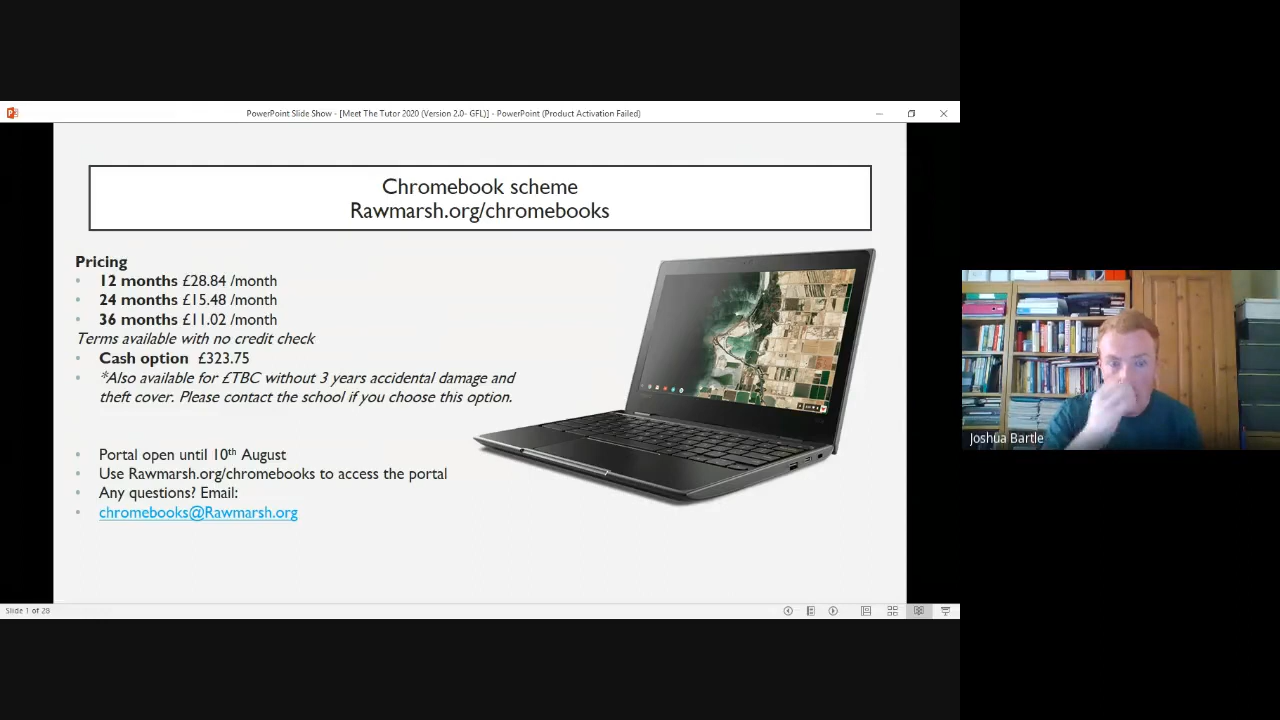 PowerPoint Slide Show - [Meet The Tutor 2020 (Version 2.0- GFL)] - PowerPoint (Product Activation Failed)
Chromebook scheme
Rawmarsh.org/chromebooks
Pricing
• 12 months £28.84 /month
• 24 months £15.48 /month
• 36 months £11.02 /month
Terms available with no credit check
• Cash option £323.75
• *Also available for £TBC without 3 years accidental damage and
theft cover. Please contact the school if you choose this option.
• Portal open until 10th August
• Use Rawmarsh.org/chromebooks to access the portal
• Any questions? Email:
• chromebooks@Rawmarsh.org
Joshua Bartle
Slide 1 of 28